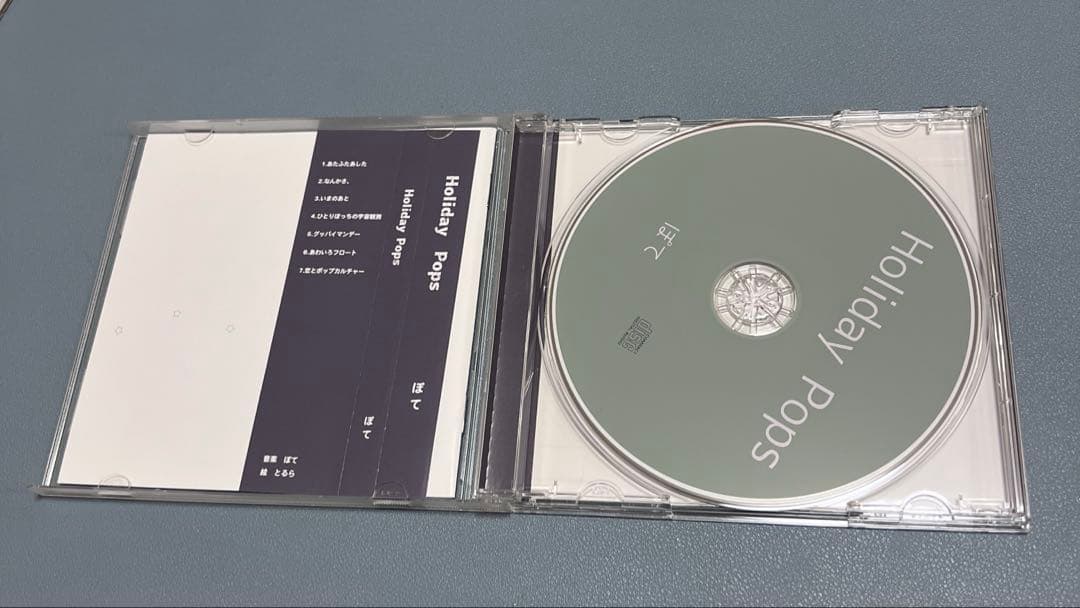 1.あたふたあした
2.なんかさ、
3.いまのあと
4.ひとりぼっちの宇宙観測
5.グッバイマンデー
6.あわいろフロート
7.恋とポップカルチャー
音楽 ぽて
絵 とるら
Holiday Pops
ぽて
Holiday Pops
ぽて
ぽて
Holiday Pops